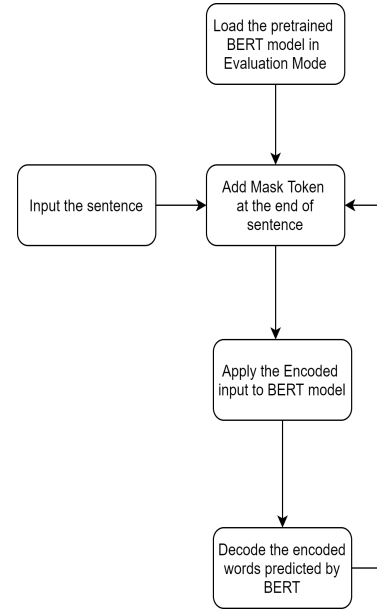 Load the pretrained
BERT model in
Evaluation Mode
Input the sentence
Add Mask Token
at the end of
sentence
Apply the Encoded
input to BERT model
Decode the encoded
words predicted by
BERT